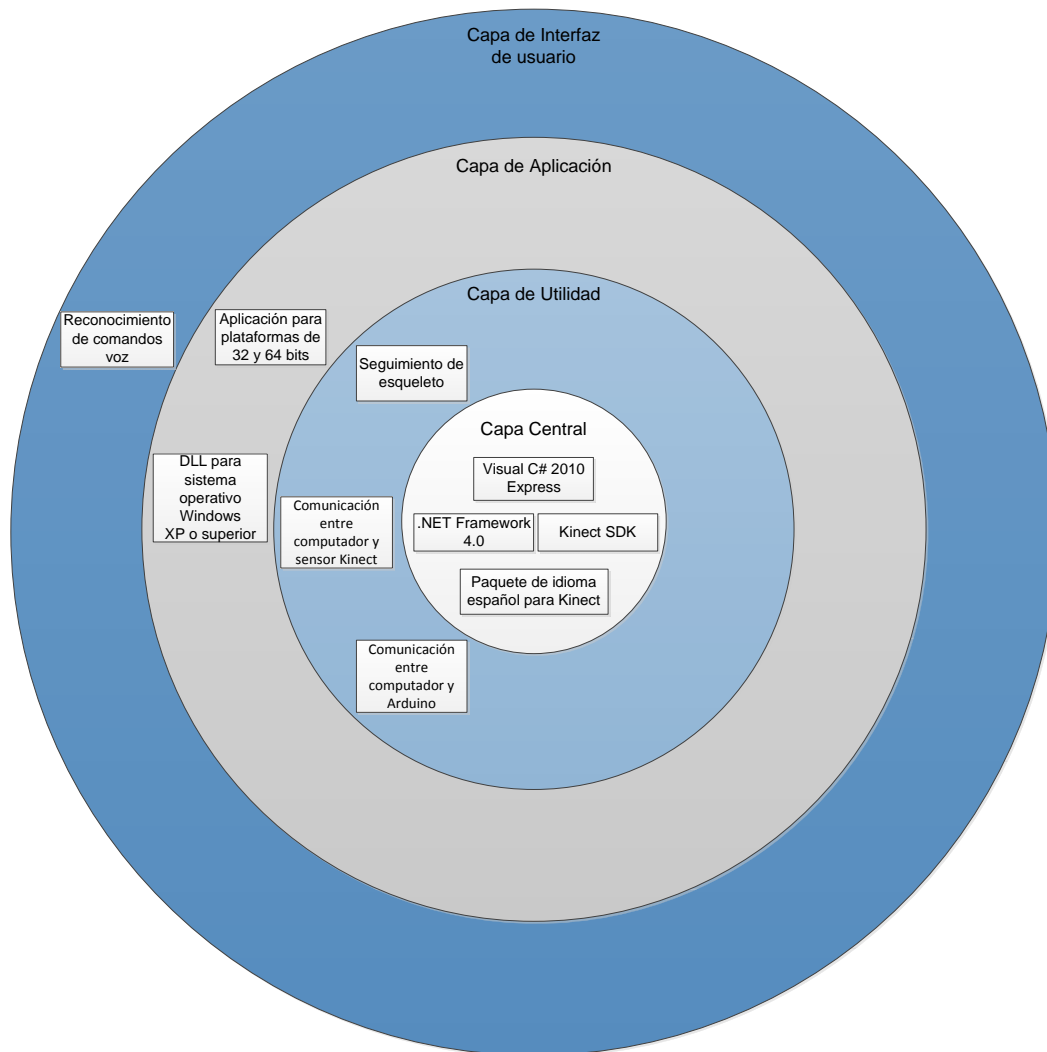 Capa de Interfaz
de usuario
Capa de Aplicación
Capa de Utilidad
Reconocimiento
de comandos
voz
Aplicación para
plataformas de
32 y 64 bits
Seguimiento de
esqueleto
Capa Central
Visual C# 2010
Express
DLL para
sistema
operativo
Windows
XP o superior
Comunicación
entre
computador y
sensor Kinect
.NET Framework
4.0
Kinect SDK
Paquete de idioma
español para Kinect
Comunicación
entre
computador y
Arduino